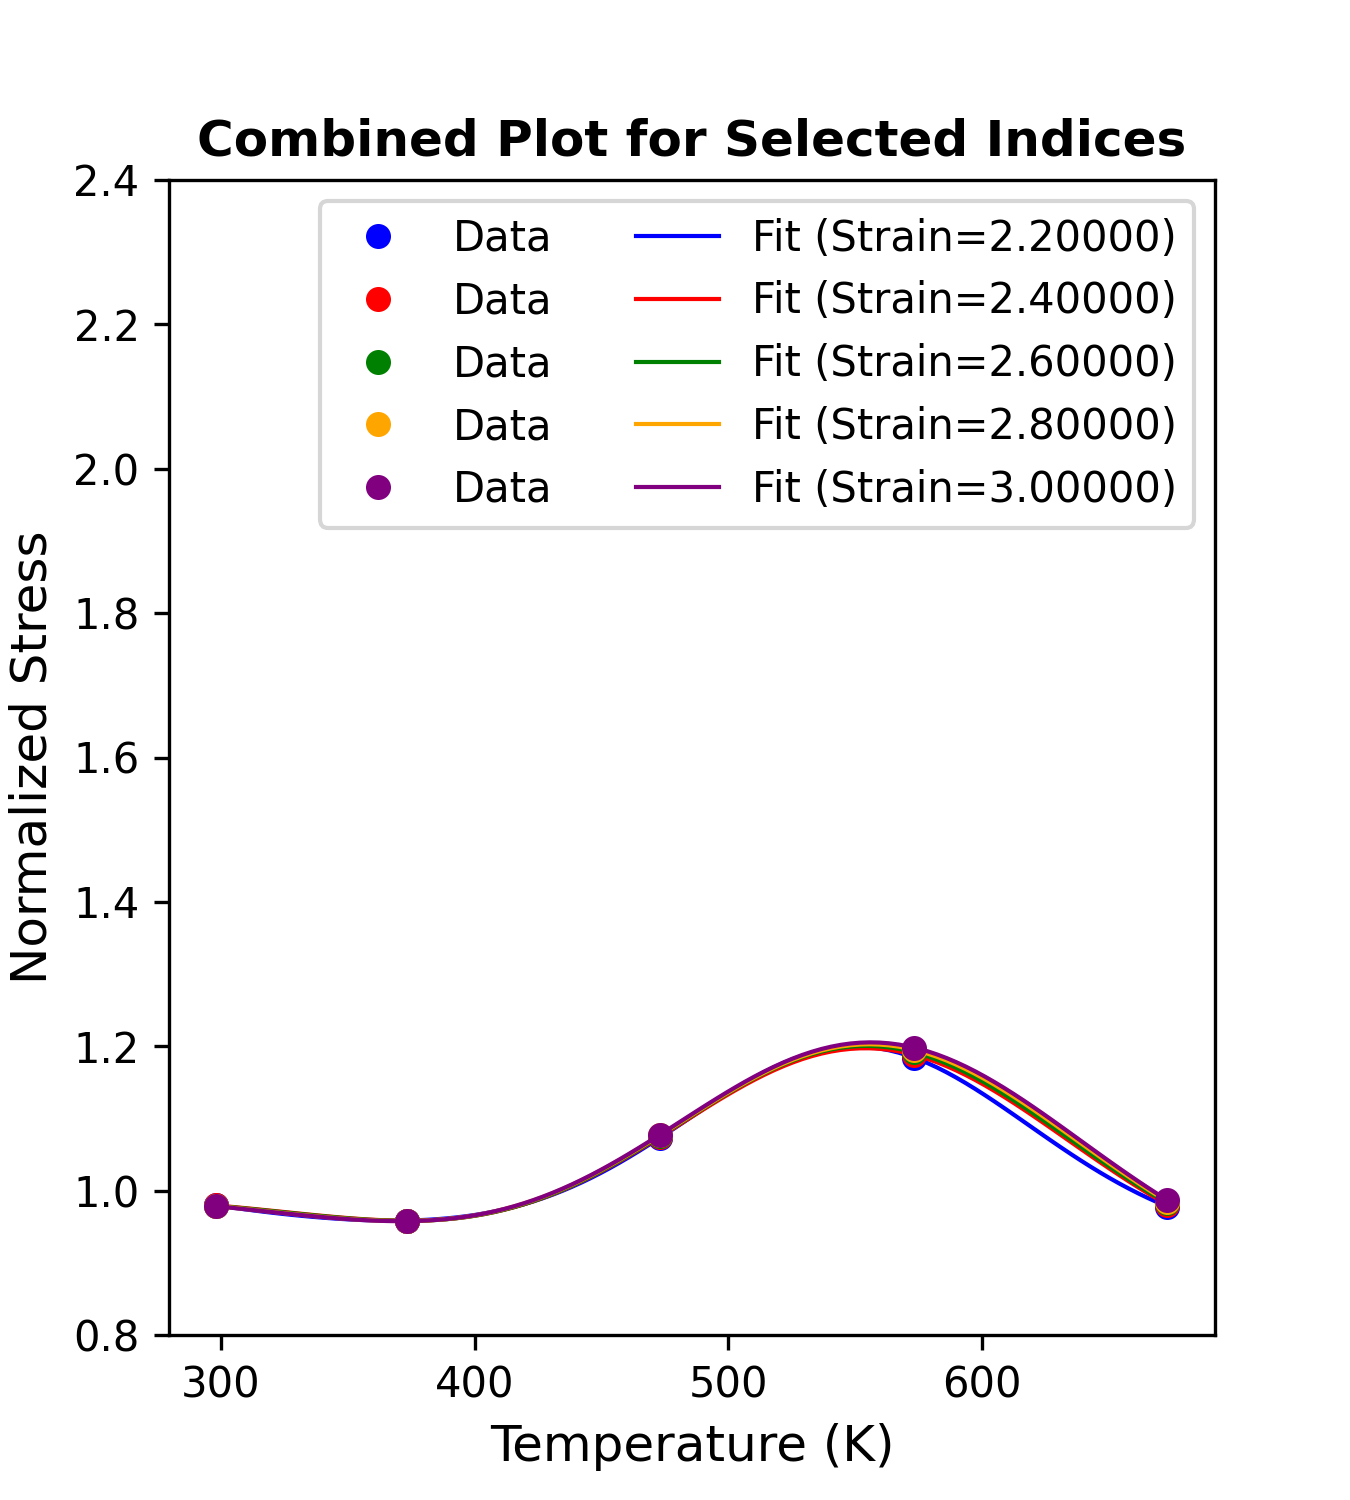 Combined Plot for Selected Indices
2.4
2.2
2.0
1.8
1.6
1.4
1.2
1.0
0.8
Normalized Stress
Data Fit (Strain=2.20000)
Data Fit (Strain=2.40000)
Data Fit (Strain=2.60000)
Data Fit (Strain=2.80000)
Data Fit (Strain=3.00000)
300 400 500 600
Temperature (K)